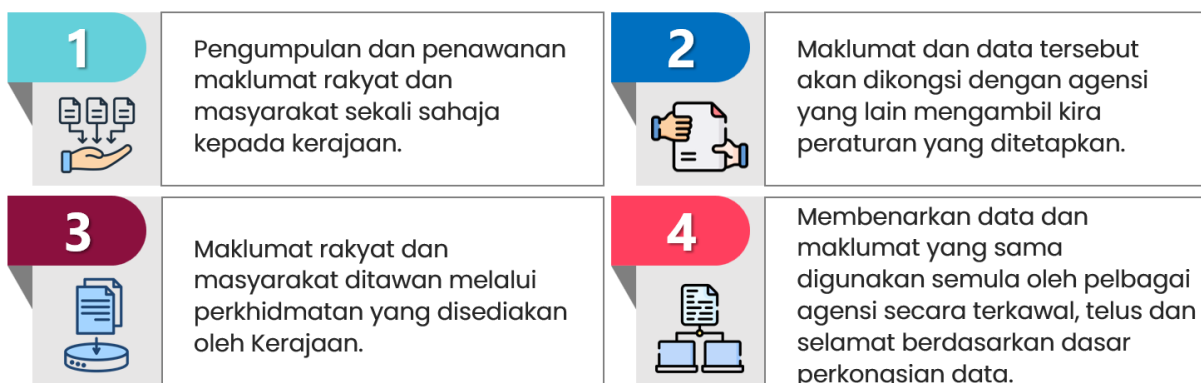 1
Pengumpulan dan penawanan
maklumat rakyat dan
masyarakat sekali sahaja
kepada kerajaan.
2
Maklumat dan data tersebut
akan dikongsi dengan agensi
yang lain mengambil kira
peraturan yang ditetapkan.
3
Maklumat rakyat dan
masyarakat ditawan melalui
perkhidmatan yang disediakan
oleh Kerajaan.
4
Membenarkan data dan
maklumat yang sama
digunakan semula oleh pelbagai
agensi secara terkawal, telus dan
selamat berdasarkan dasar
perkongsian data.